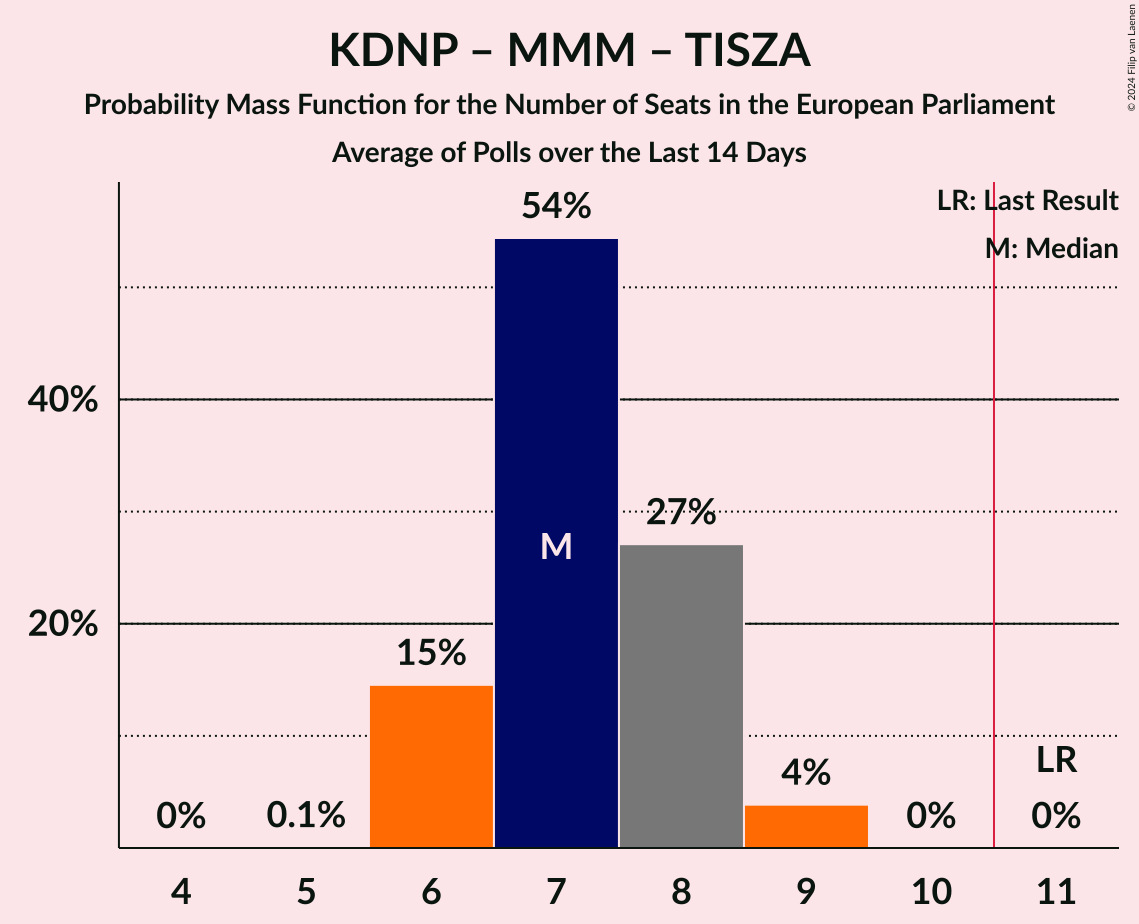 KDNP – MMM – TISZA
Probability Mass Function for the Number of Seats in the European Parliament
Average of Polls over the Last 14 Days
© 2024 Filip van Laenen
LR: Last Result
M: Median
54%
40%
27%
M
20%
15%
LR
4%
0%
0.1%
0%
0%
4 5 6 7 8 9 10 11